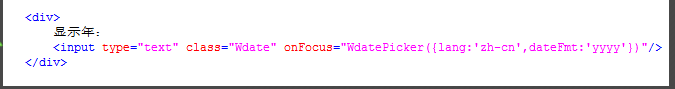 <div>
显示年：
<input type="text" class="Wdate" onFocus="WdatePicker({lang:'zh-cn',dateFmt:'yyyy'})"/>
</div>